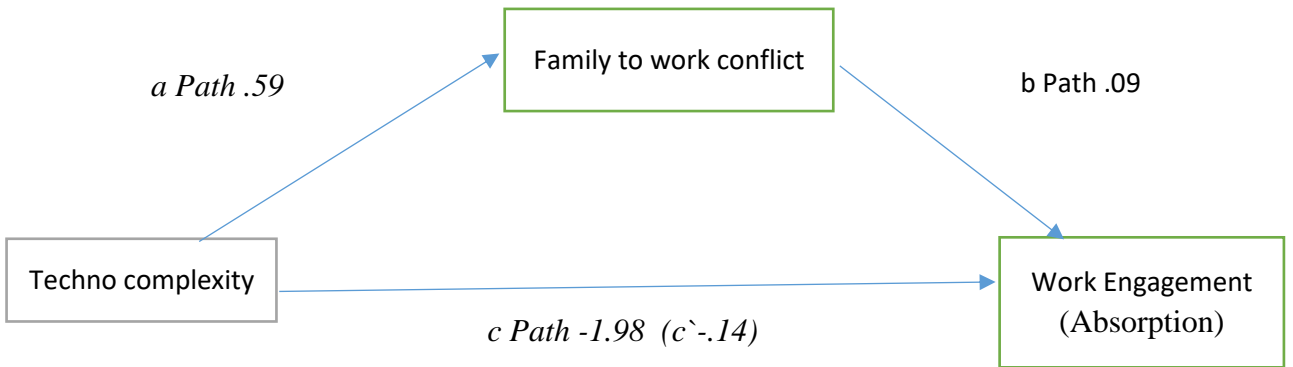 Family to work conflict
a Path .59
b Path .09
Techno complexity
Work Engagement
(Absorption)
c Path -1.98 (c`-.14)